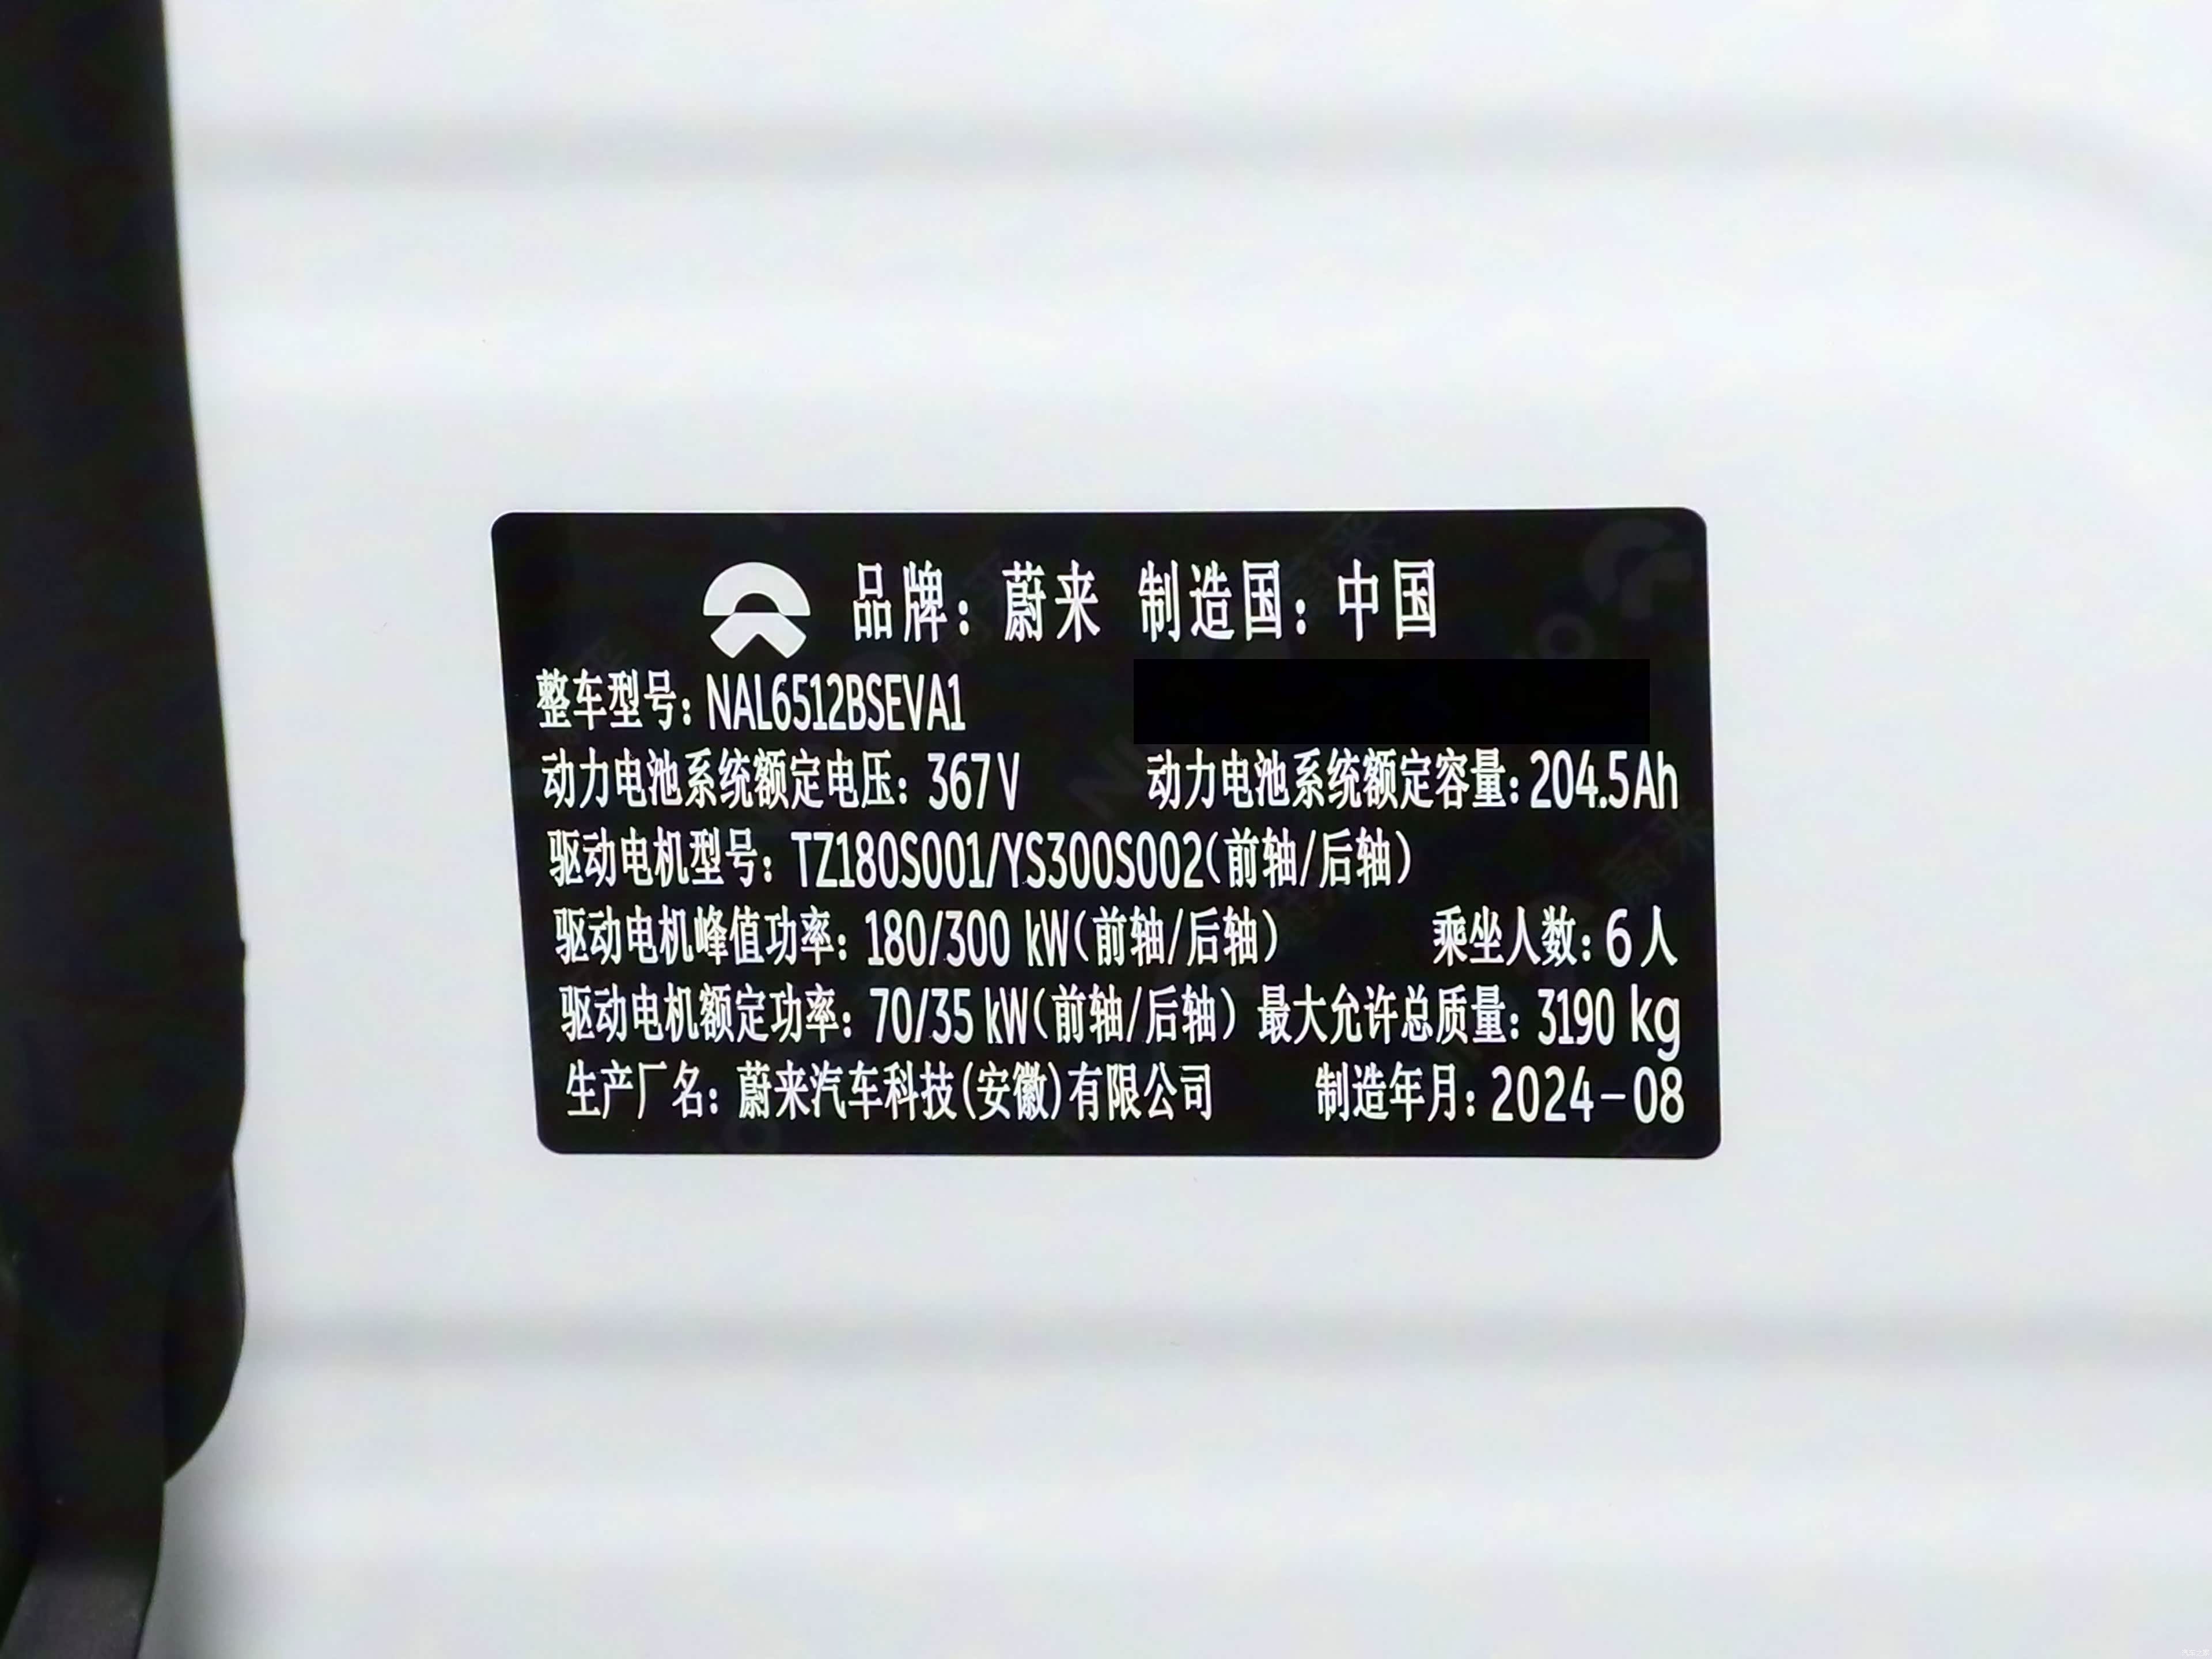 品牌：蔚来 制造国：中国
整车型号：NAL6512BSEVA1
动力电池系统额定电压：367V 动力电池系统额定容量：204.5Ah
驱动电机型号：TZ180S001/YS300S002(前轴/后轴)
驱动电机峰值功率：180/300 kW(前轴/后轴) 乘坐人数：6人
驱动电机额定功率：70/35 kW(前轴/后轴) 最大允许总质量：3190 kg
生产厂名：蔚来汽车科技(安徽)有限公司 制造年月：2024-08